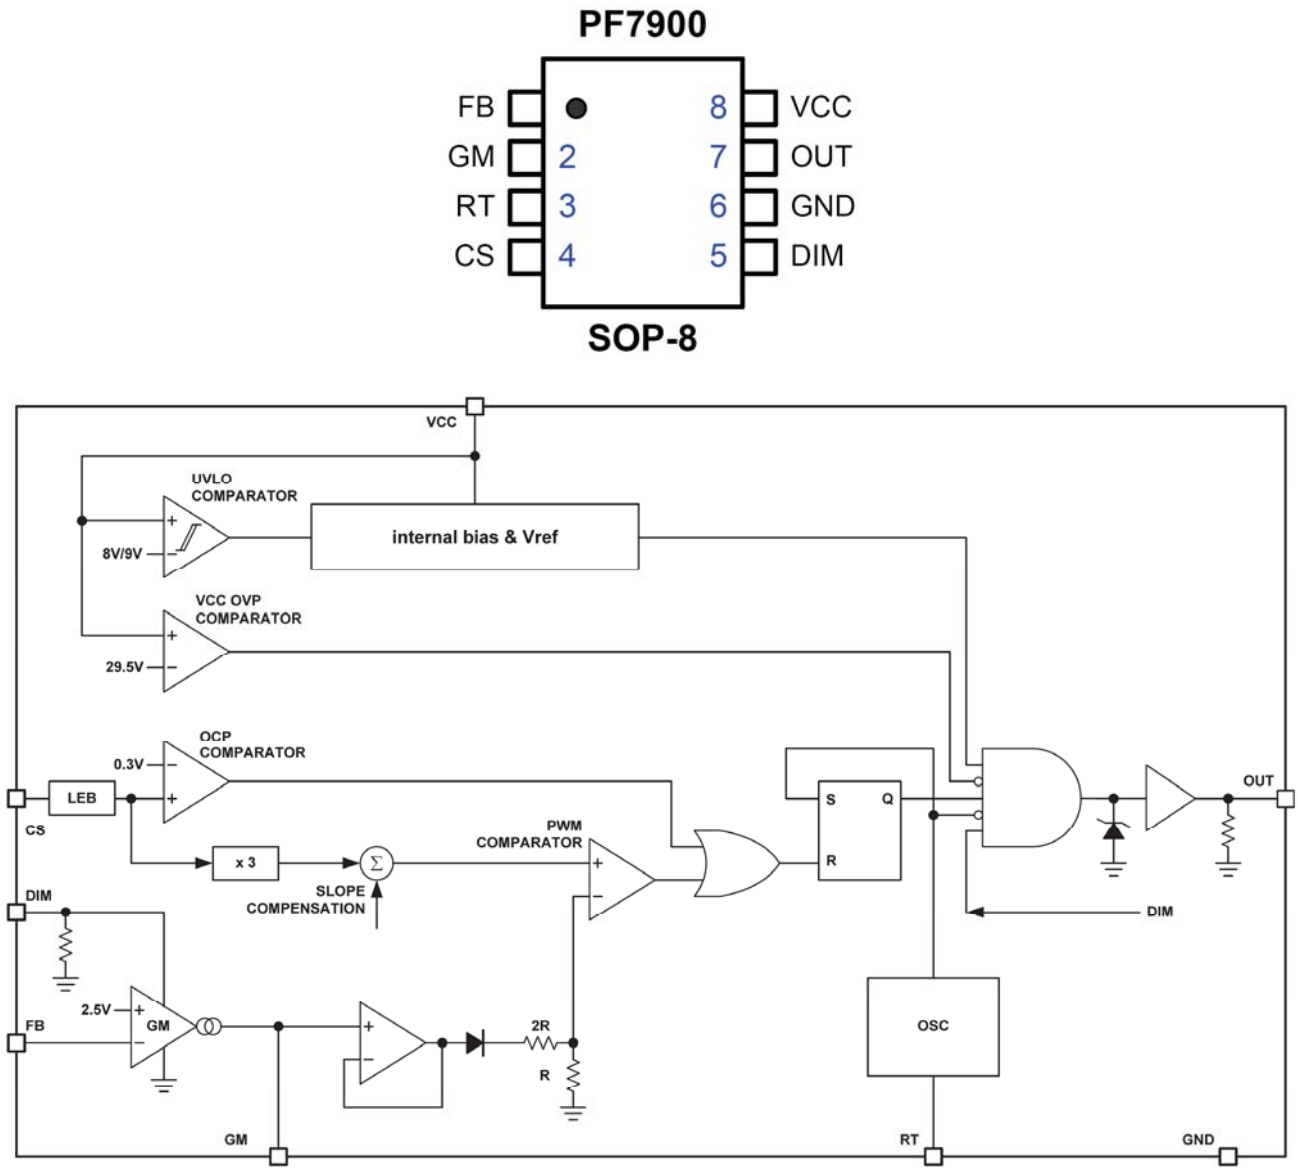 PF7900
FB
8
VCC
GM
2
7
OUT
RT
3
6
GND
CS
4
5
DIM
SOP-8
VCC
UVLO
COMPARATOR
+
8V/9V
−
internal bias & Vref
VCC OVP
COMPARATOR
+
29.5V
−
OCP
COMPARATOR
0.3V
−
+
LEB
CS
x 3
Σ
SLOPE
COMPENSATION
PWM
COMPARATOR
+
−
S
Q
R
OUT
DIM
DIM
2.5V
+
GM
−
FB
+
−
2R
R
OSC
GM
RT
GND